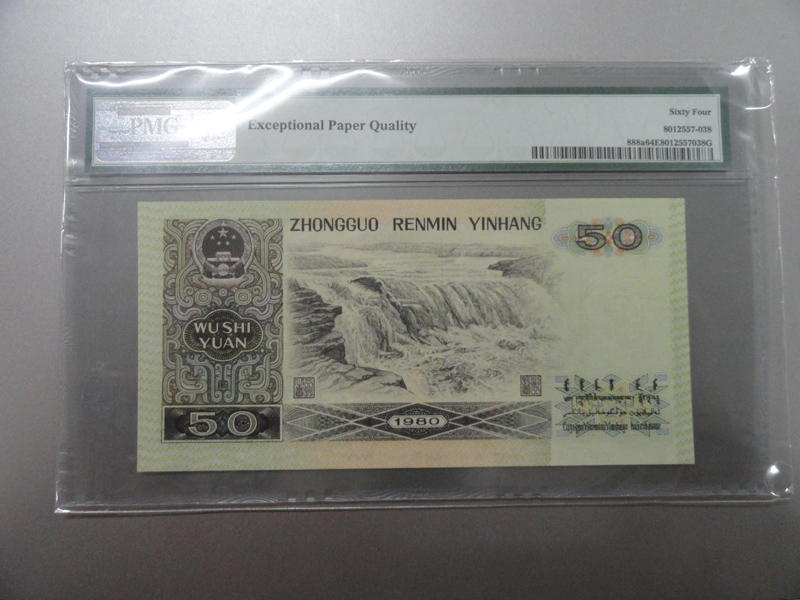 PMG
Exceptional Paper Quality
Sixty Four
8012557-038
888a64E8012557038G
ZHONGGUO RENMIN YINHANG
50
WU SHI
YUAN
50
1980